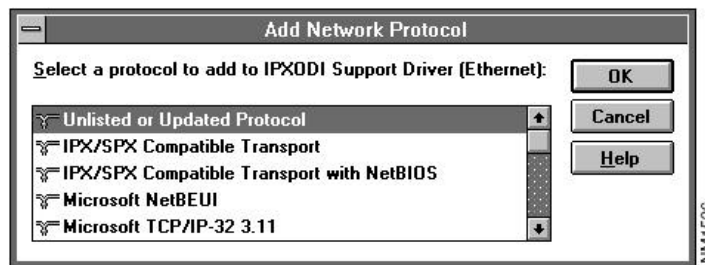 Add Network Protocol
Select a protocol to add to IPXODI Support Driver (Ethernet):
OK
Cancel
Help
Unlisted or Updated Protocol
IPX/SPX Compatible Transport
IPX/SPX Compatible Transport with NetBIOS
Microsoft NetBEUI
Microsoft TCP/IP-32 3.11